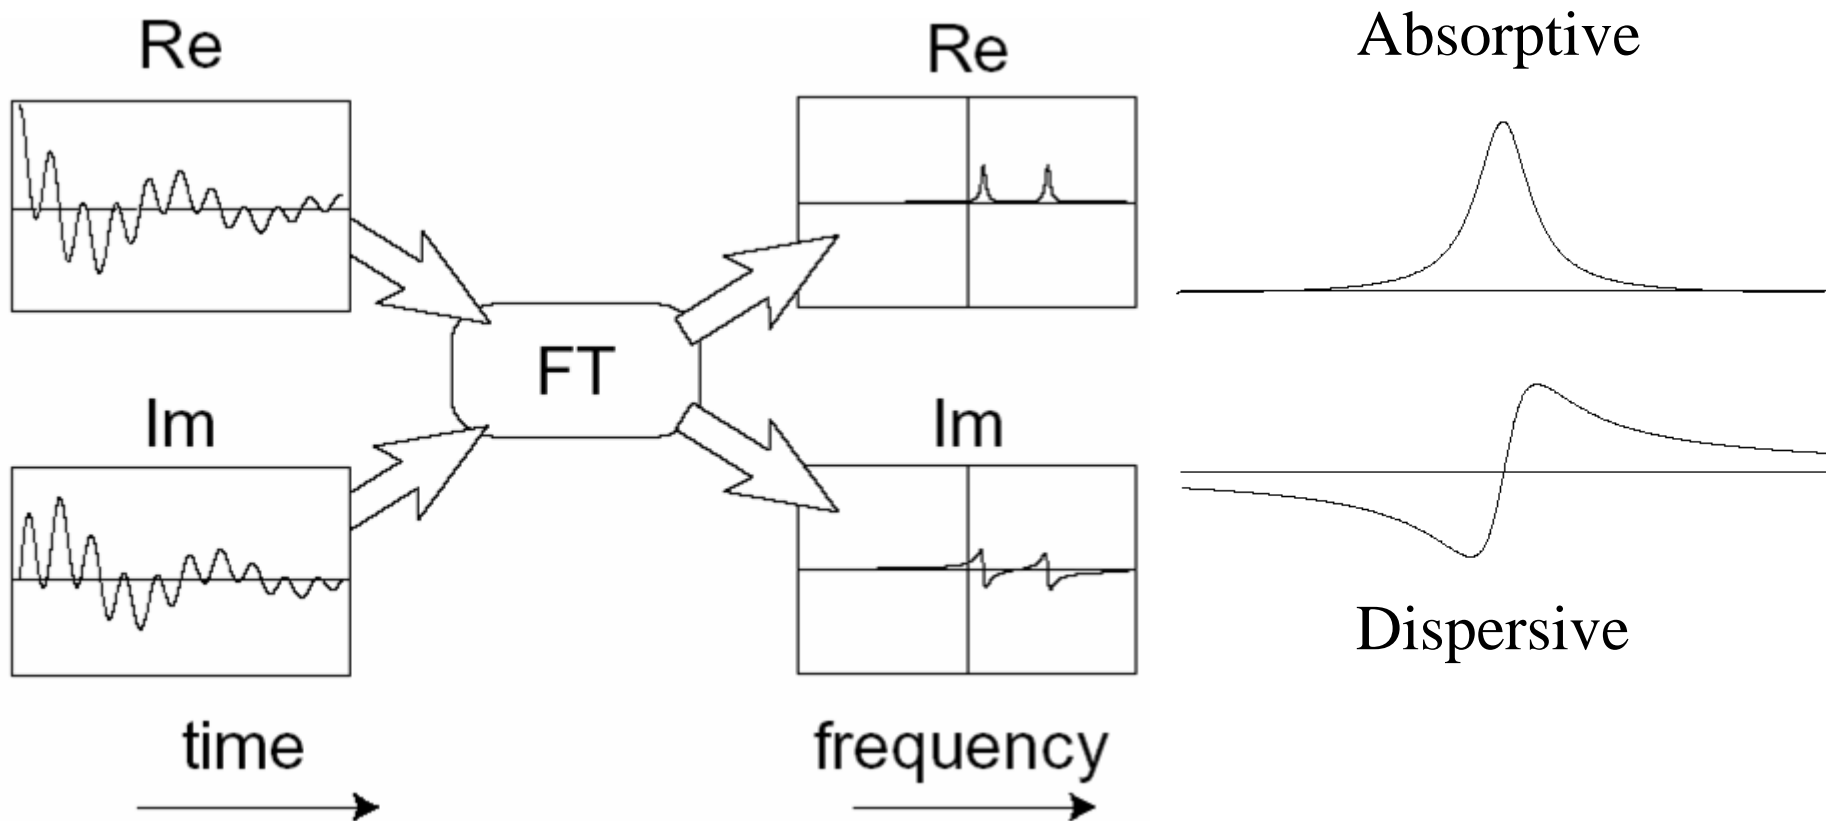 Re
Re
Absorptive
FT
Im
Im
Dispersive
time
frequency